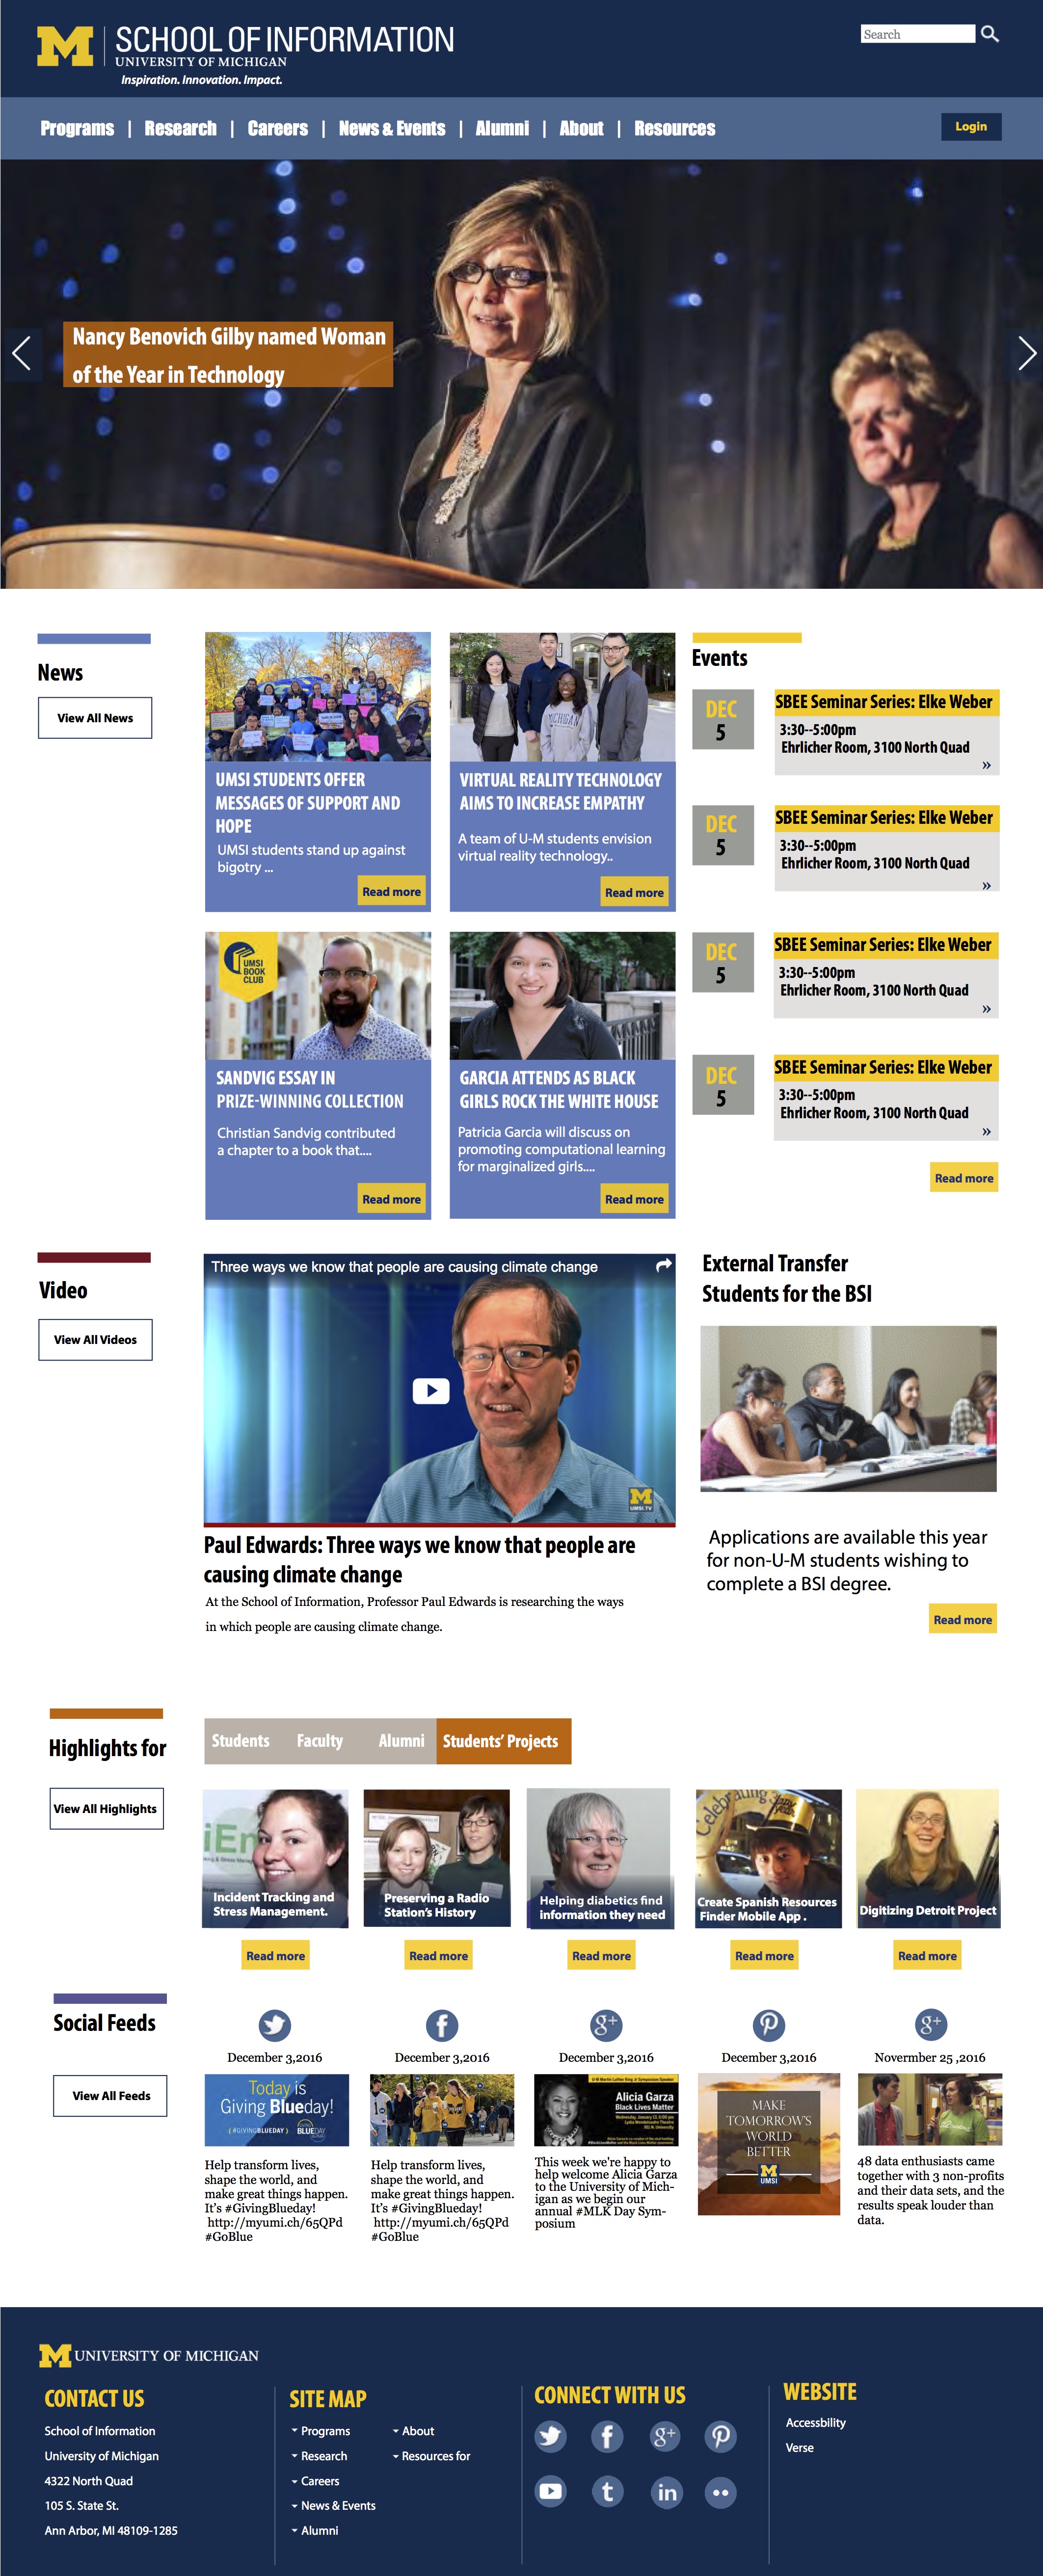 M
SCHOOL OF INFORMATION
UNIVERSITY OF MICHIGAN
Inspiration. Innovation. Impact.
Search
Programs | Research | Careers | News & Events | Alumni | About | Resources
Login
Nancy Benovich Gilby named Woman
of the Year in Technology
News
View All News
UMSI STUDENTS OFFER
MESSAGES OF SUPPORT AND
HOPE
UMSI students stand up against
bigotry ...
Read more
MICHIGAN
VIRTUAL REALITY TECHNOLOGY
AIMS TO INCREASE EMPATHY
A team of U-M students envision
virtual reality technology..
Read more
UMSI
BOOK
CLUB
SANDVIG ESSAY IN
PRIZE-WINNING COLLECTION
Christian Sandvig contributed
a chapter to a book that....
Read more
GARCIA ATTENDS AS BLACK
GIRLS ROCK THE WHITE HOUSE
Patricia Garcia will discuss on
promoting computational learning
for marginalized girls....
Read more
Events
DEC
5
SBEE Seminar Series: Elke Weber
3:30--5:00pm
Ehrlicher Room, 3100 North Quad
»
DEC
5
SBEE Seminar Series: Elke Weber
3:30--5:00pm
Ehrlicher Room, 3100 North Quad
»
DEC
5
SBEE Seminar Series: Elke Weber
3:30--5:00pm
Ehrlicher Room, 3100 North Quad
»
DEC
5
SBEE Seminar Series: Elke Weber
3:30--5:00pm
Ehrlicher Room, 3100 North Quad
»
Read more
Video
View All Videos
Three ways we know that people are causing climate change
M
UMSI.TV
Paul Edwards: Three ways we know that people are
causing climate change
At the School of Information, Professor Paul Edwards is researching the ways
in which people are causing climate change.
External Transfer
Students for the BSI
Applications are available this year
for non-U-M students wishing to
complete a BSI degree.
Read more
Highlights for
View All Highlights
Students Faculty Alumni Students’ Projects
Incident Tracking and
Stress Management.
Read more
Preserving a Radio
Station's History
Read more
Helping diabetics find
information they need
Read more
Celebrating
Create Spanish Resources
Finder Mobile App .
Read more
Digitizing Detroit Project
Read more
Social Feeds
View All Feeds
December 3,2016
Today is
Giving Blueday!
{ #GIVINGBLUEDAY }
GIVING
BLUEDAY
Help transform lives,
shape the world, and
make great things happen.
It’s #GivingBlueday!
http://myumi.ch/65QPd
#GoBlue
December 3,2016
Help transform lives,
shape the world, and
make great things happen.
It’s #GivingBlueday!
http://myumi.ch/65QPd
#GoBlue
g+
December 3,2016
Alicia Garza
Black Lives Matter
This week we're happy to
help welcome Alicia Garza
to the University of Mich-
igan as we begin our
annual #MLK Day Sym-
posium
December 3,2016
MAKE
TOMORROW'S
WORLD
BETTER
M
UMSI
g+
Novermber 25 ,2016
48 data enthusiasts came
together with 3 non-profits
and their data sets, and the
results speak louder than
data.
M UNIVERSITY OF MICHIGAN
CONTACT US
School of Information
University of Michigan
4322 North Quad
105 S. State St.
Ann Arbor, MI 48109-1285
SITE MAP
Programs
Research
Careers
News & Events
Alumni
About
Resources for
CONNECT WITH US
g+
WEBSITE
Accessbility
Verse